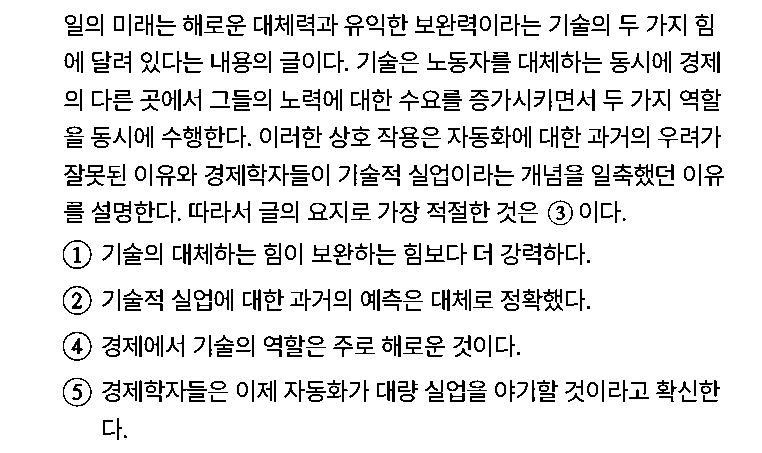 일의 미래는 해로운 대체력과 유익한 보완력이라는 기술의 두 가지 힘
에 달려 있다는 내용의 글이다. 기술은 노동자를 대체하는 동시에 경제
의 다른 곳에서 그들의 노력에 대한 수요를 증가시키면서 두 가지 역할
을 동시에 수행한다. 이러한 상호 작용은 자동화에 대한 과거의 우려가
잘못된 이유와 경제학자들이 기술적 실업이라는 개념을 일축했던 이유
를 설명한다. 따라서 글의 요지로 가장 적절한 것은 ③이다.
① 기술의 대체하는 힘이 보완하는 힘보다 더 강력하다.
② 기술적 실업에 대한 과거의 예측은 대체로 정확했다.
④ 경제에서 기술의 역할은 주로 해로운 것이다.
⑤ 경제학자들은 이제 자동화가 대량 실업을 야기할 것이라고 확신한
다.